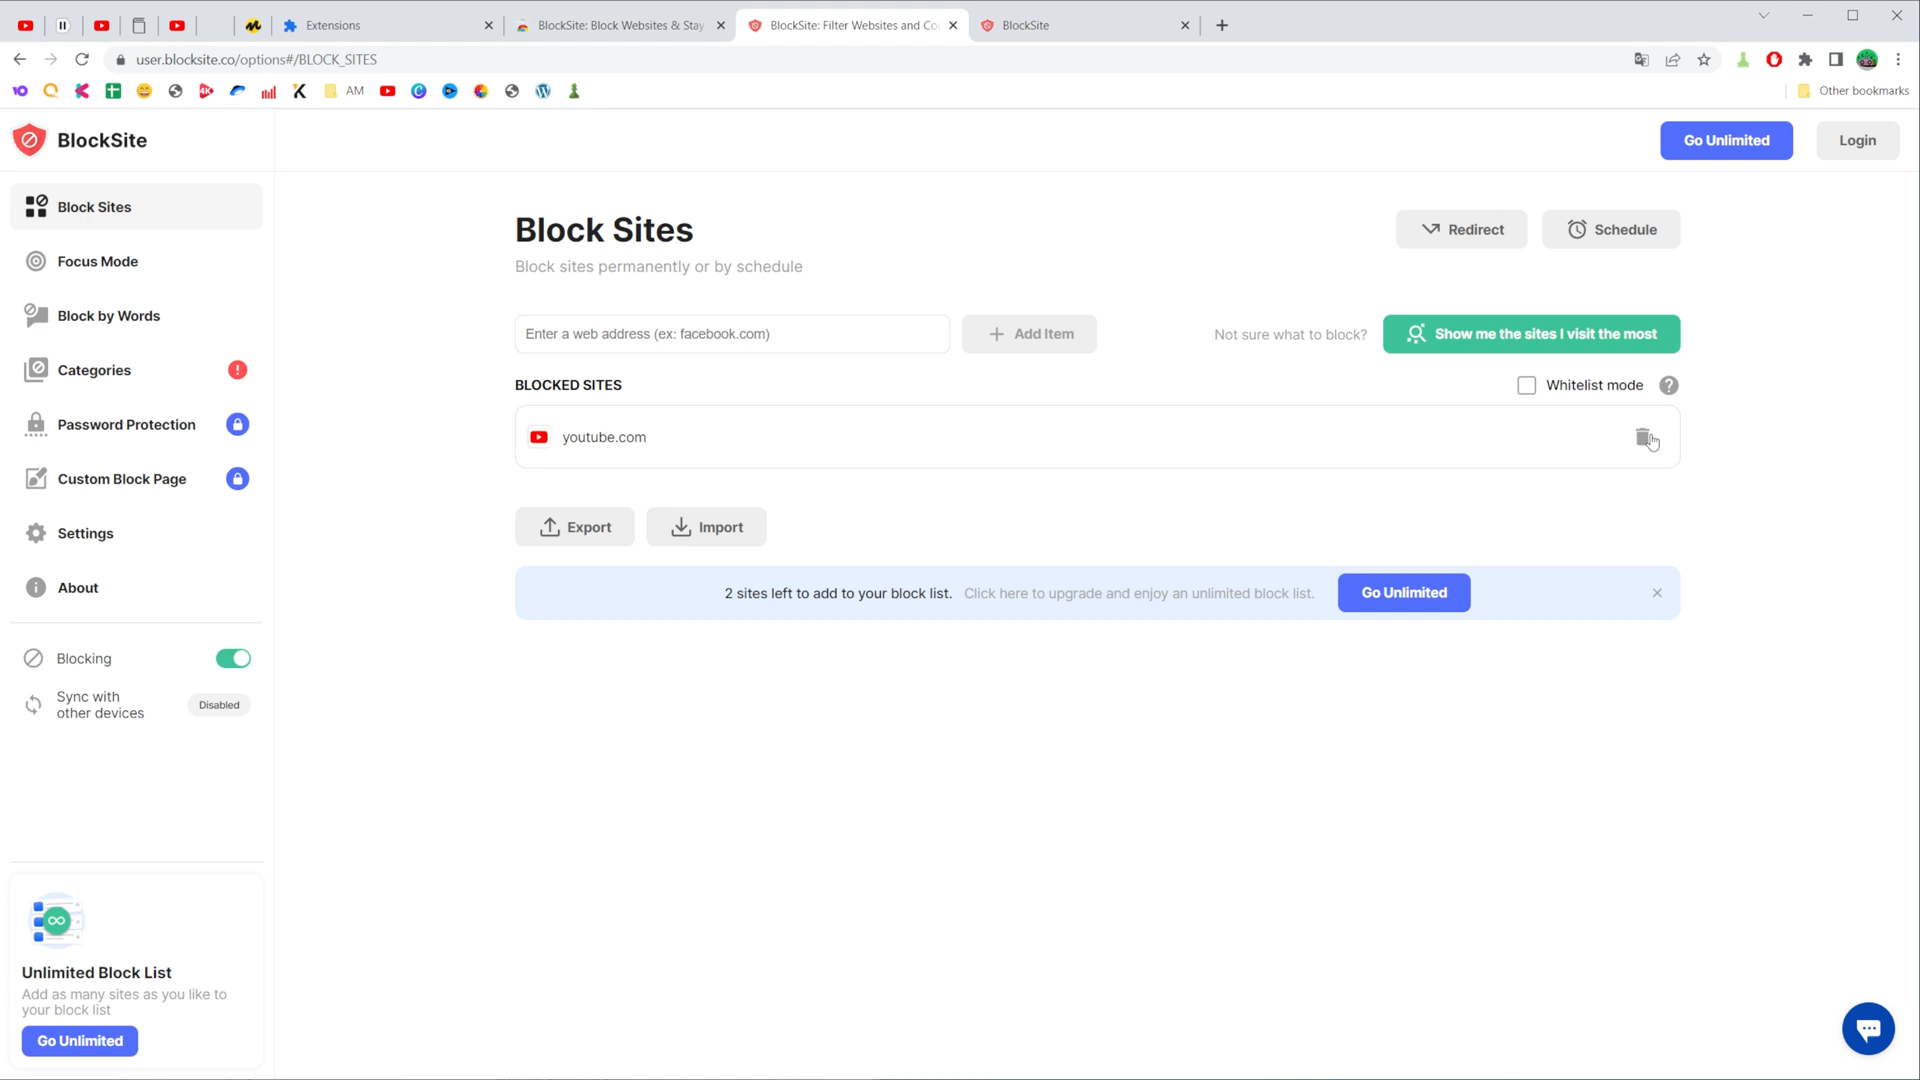 Extensions
BlockSite: Block Websites & Stay
BlockSite: Filter Websites and Co
BlockSite
user.blocksite.co/options#/BLOCK_SITES
AM
Other bookmarks
BlockSite
Go Unlimited
Login
Block Sites
Focus Mode
Block by Words
Categories
Password Protection
Custom Block Page
Settings
About
Blocking
Sync with
other devices
Disabled
Unlimited Block List
Add as many sites as you like to
your block list
Go Unlimited
Block Sites
Block sites permanently or by schedule
Redirect
Schedule
Enter a web address (ex: facebook.com)
Add Item
Not sure what to block?
Show me the sites I visit the most
BLOCKED SITES
Whitelist mode
youtube.com
Export
Import
2 sites left to add to your block list. Click here to upgrade and enjoy an unlimited block list.
Go Unlimited